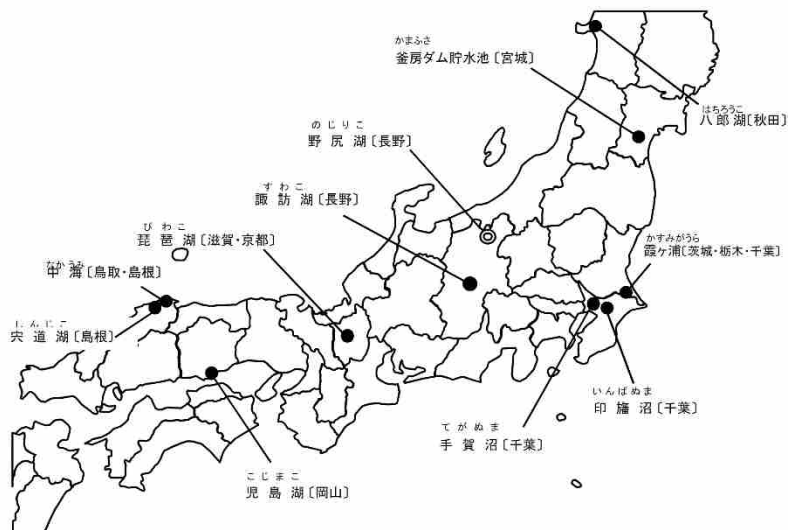 かまふさ
釜房ダム貯水池〔宮城〕
はちろうこ
八郎湖〔秋田〕
のじりこ
野尻湖〔長野〕
すわこ
諏訪湖〔長野〕
びわこ
琵琶湖〔滋賀・京都〕
かすみがうら
霞ヶ浦〔茨城・栃木・千葉〕
なかうみ
中海〔鳥取・島根〕
しんじこ
宍道湖〔島根〕
いんばぬま
印旛沼〔千葉〕
てがぬま
手賀沼〔千葉〕
こじまこ
児島湖〔岡山〕